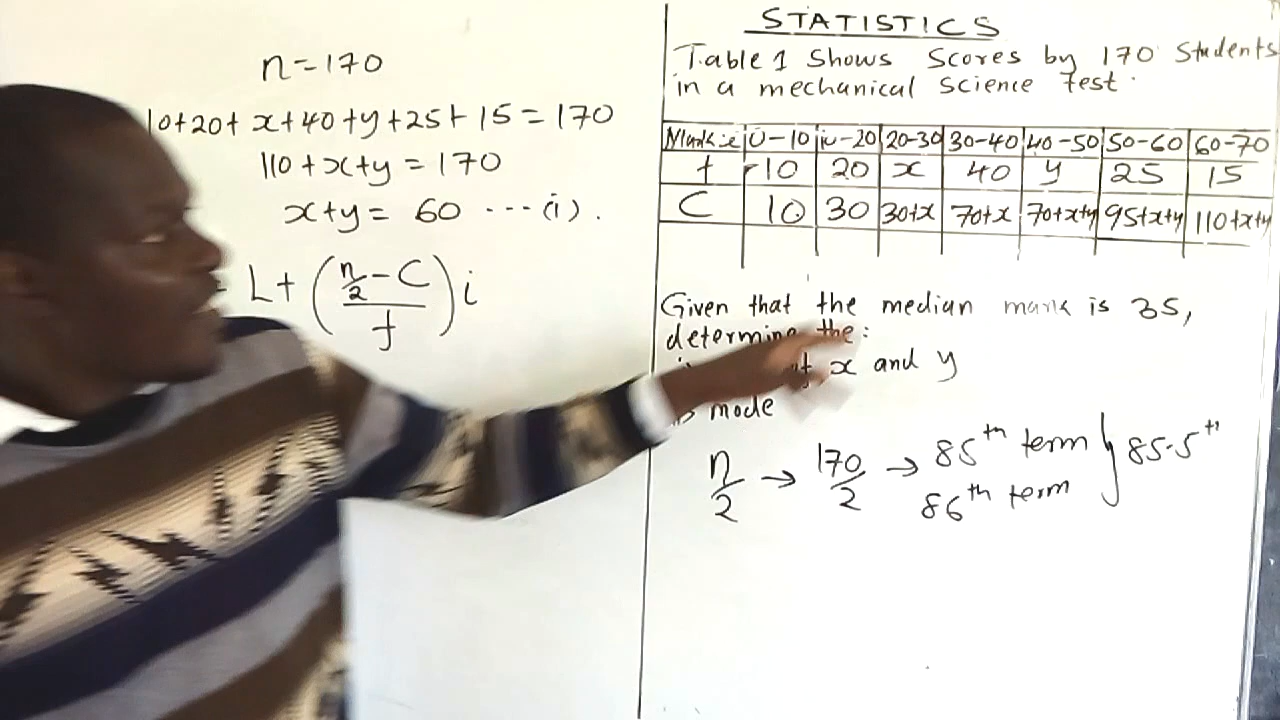 n = 170
10+20+ x+40+y+25+ 15 = 170
110+x+y = 170
x+y = 60 --- (i).
L+ (n/2 - C / f) i
STATISTICS
Table 1 Shows Scores by 170 Students
in a mechanical Science test.
Marks 0-10 10-20 20-30 30-40 40-50 50-60 60-70
f 10 20 x 40 y 25 15
C 10 30 30+x 70+x 70+x+y 95+x+y 110+x+y
Given that the median mark is 35,
determine the:
x and y
mode
n/2 → 170/2 → 85th term } 85.5th
86th term